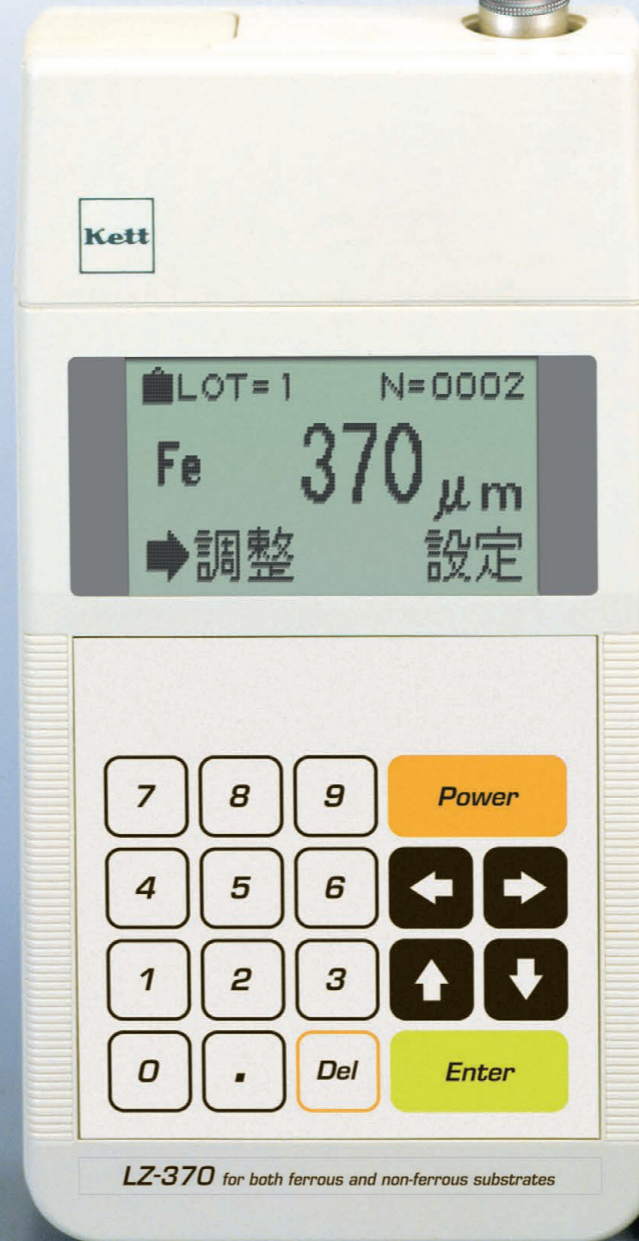 Kett
LOT=1 N=0002
Fe 370 μm
調整 設定
7 8 9 Power
4 5 6
1 2 3
0 . Del Enter
LZ-370 for both ferrous and non-ferrous substrates